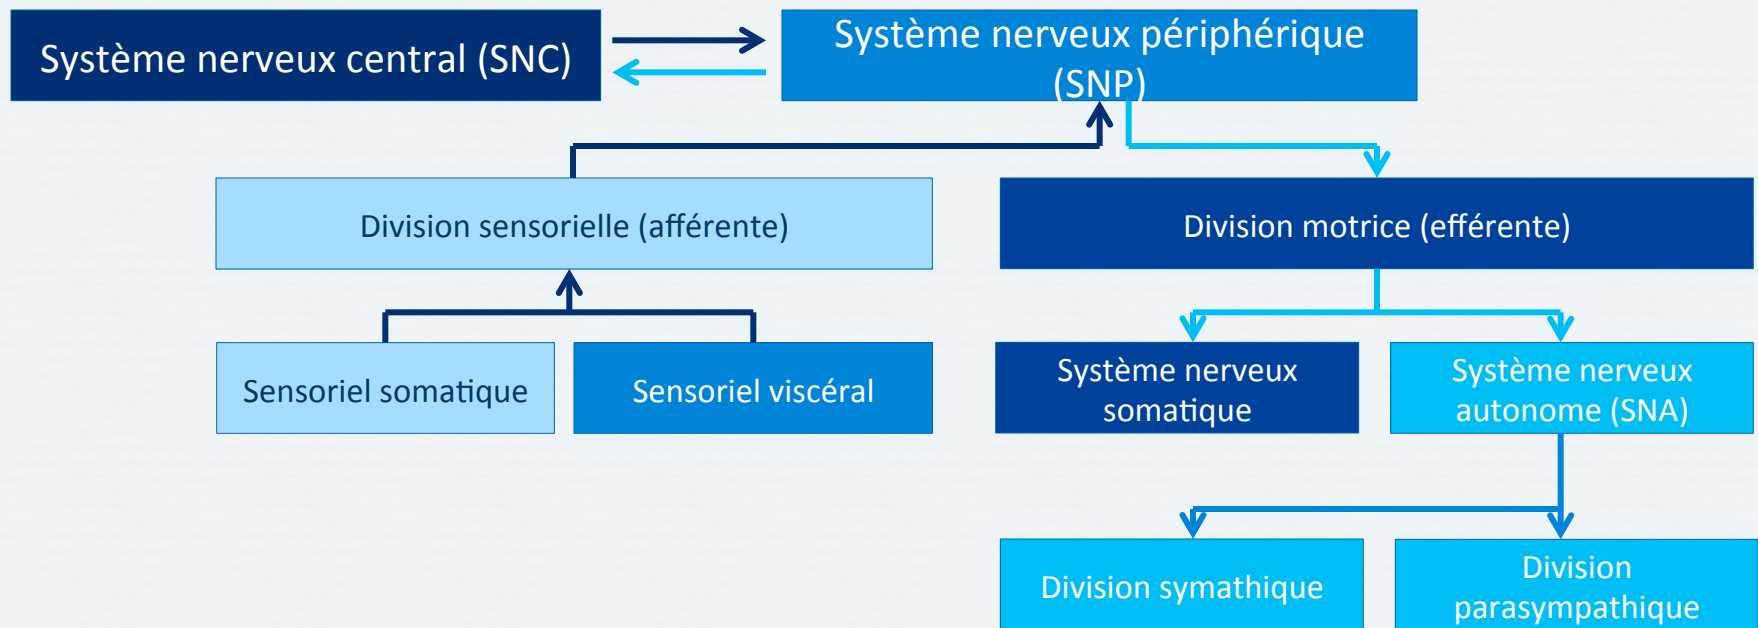 Système nerveux central (SNC)
Système nerveux périphérique
(SNP)
Division sensorielle (afférente)
Division motrice (efférente)
Sensoriel somatique
Sensoriel viscéral
Système nerveux
somatique
Système nerveux
autonome (SNA)
Division symathique
Division
parasympathique